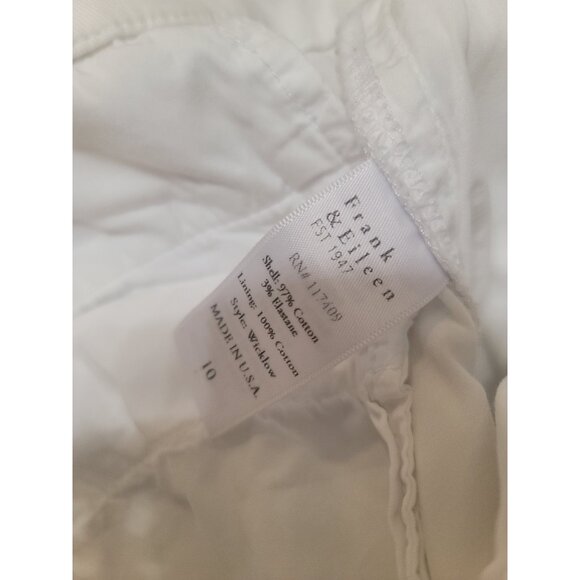 Frank
& Eileen
EST 1947
RN# 117409
Shell: 97% Cotton
3% Elastane
Lining: 100% Cotton
Style: Wicklow
MADE IN U.S.A.
10